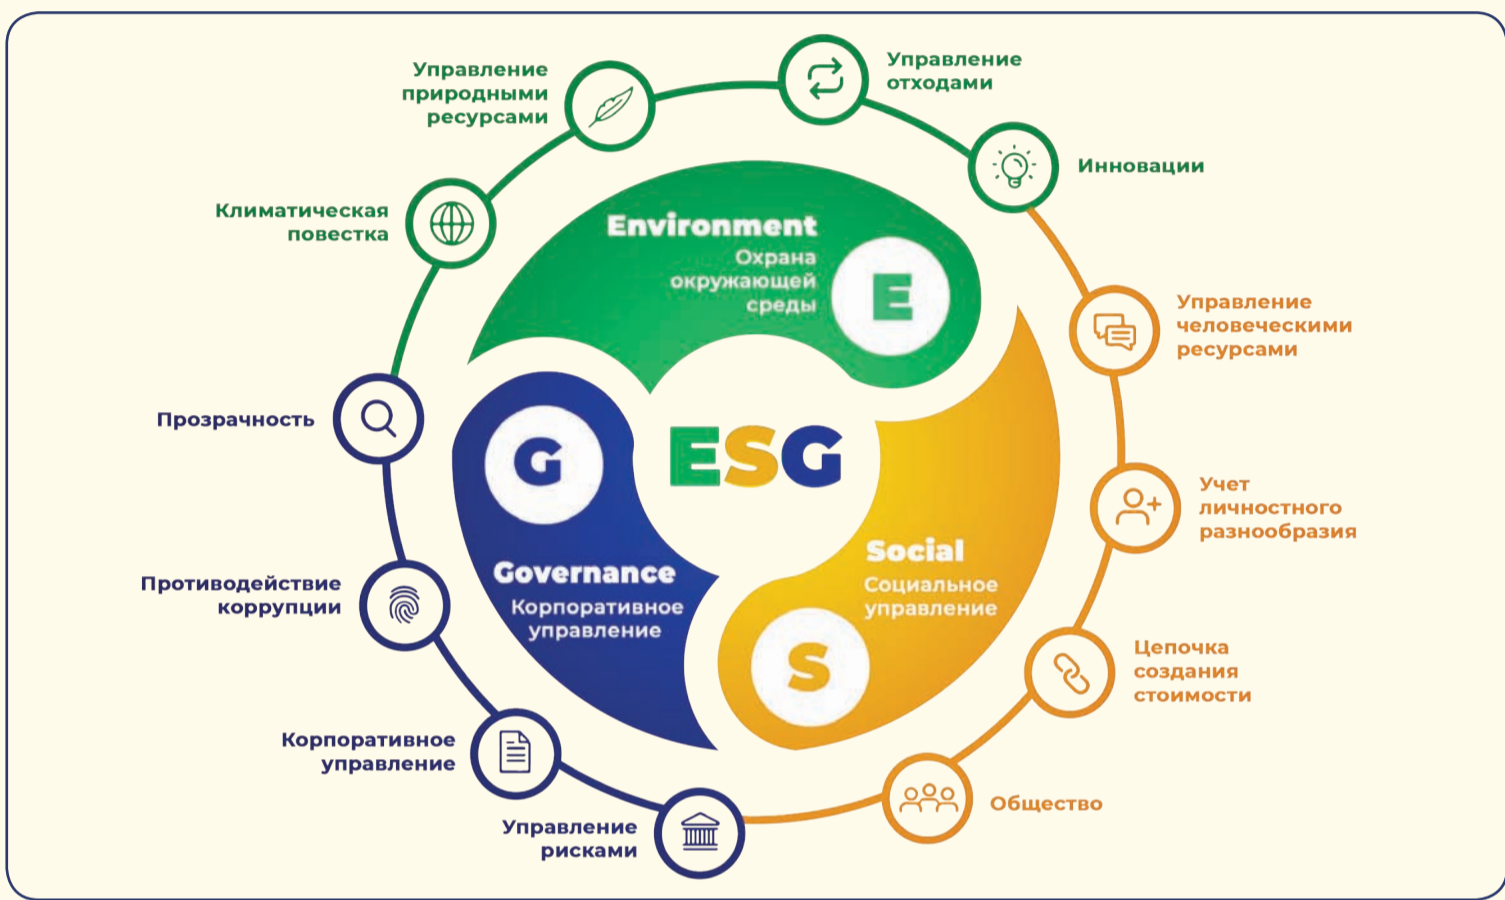 Управление
природными
ресурсами
Управление
отходами
Инновации
Климатическая
повестка
Environment
Охрана
окружающей
среды
E
Управление
человеческими
ресурсами
Прозрачность
G
ESG
Учет
личностного
разнообразия
Social
Социальное
управление
S
Governance
Корпоративное
управление
Противодействие
коррупции
Цепочка
создания
стоимости
Корпоративное
управление
Общество
Управление
рисками